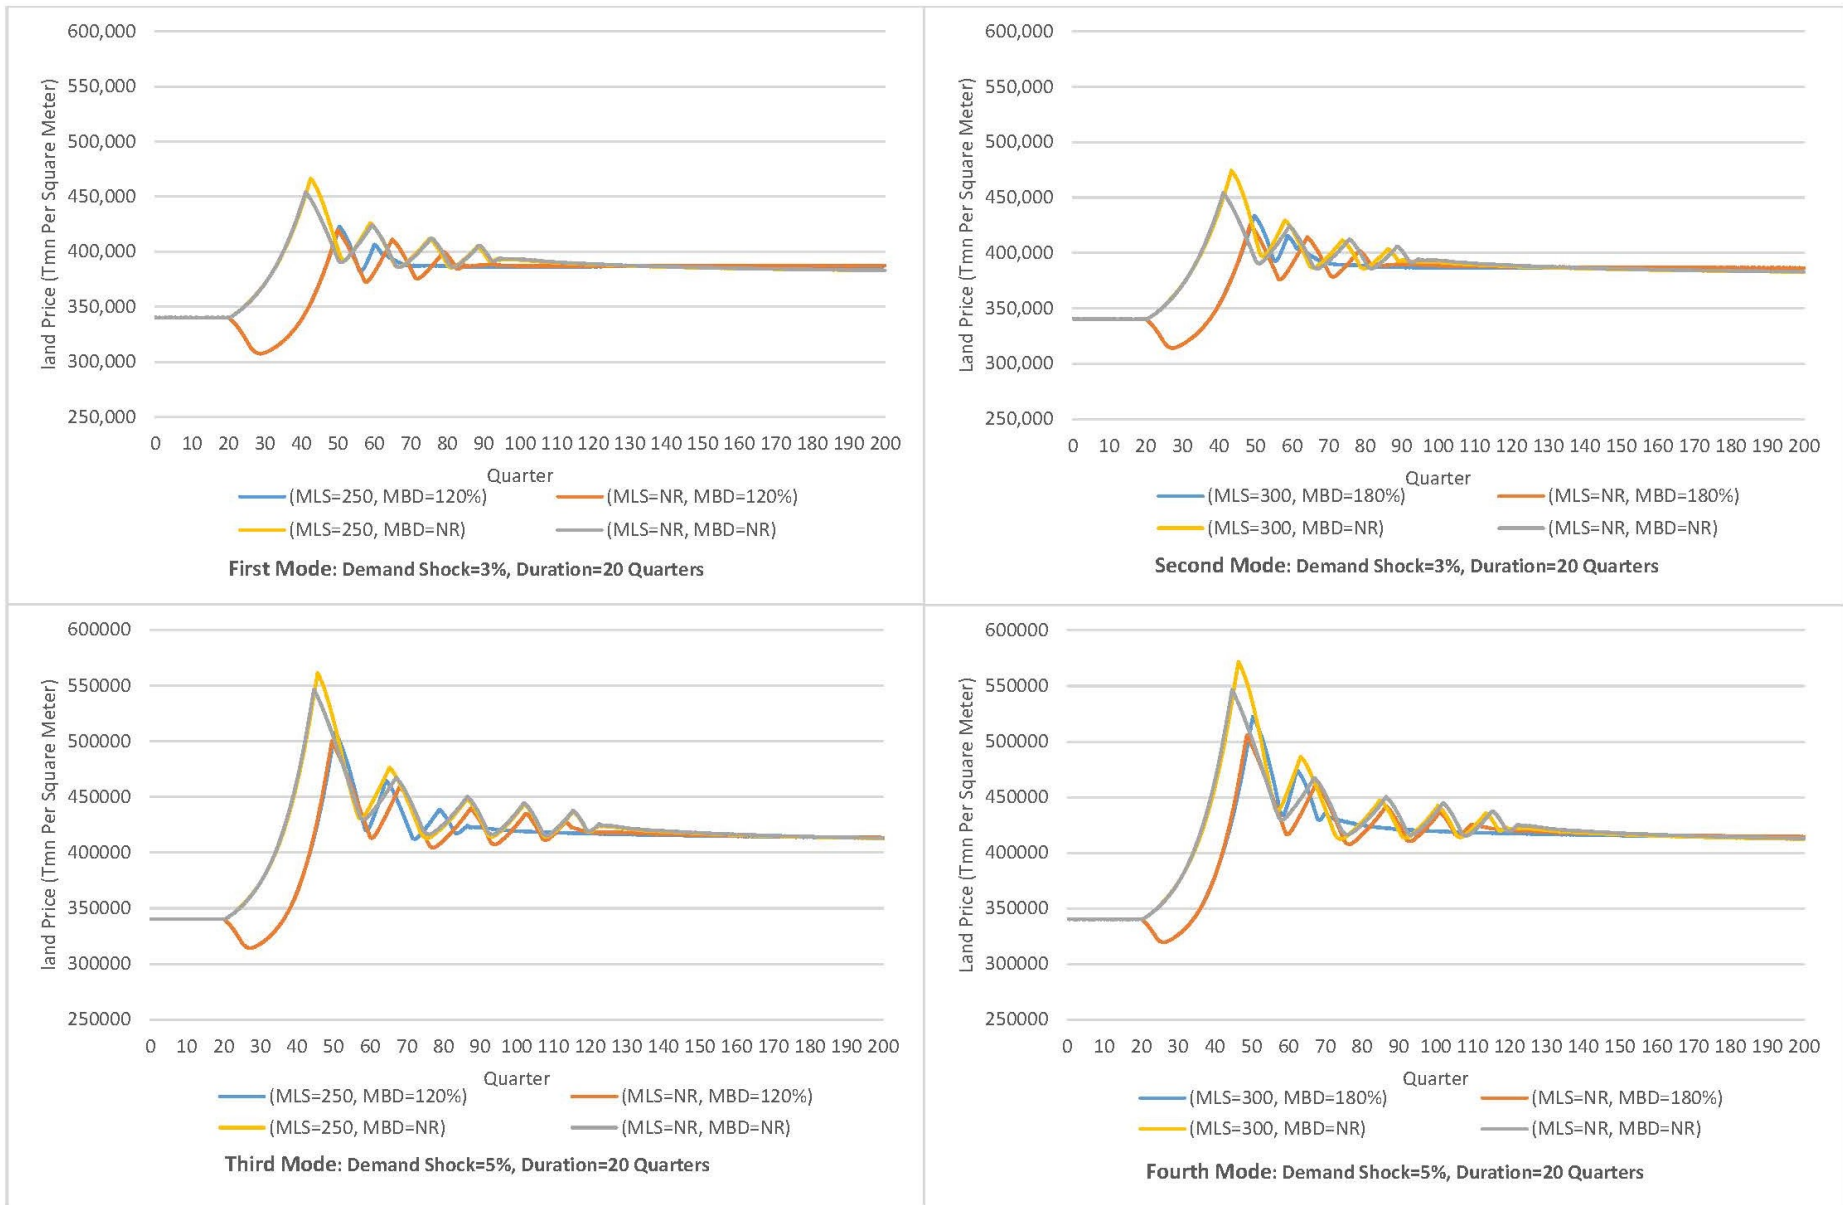 600,000
550,000
500,000
450,000
400,000
350,000
300,000
250,000
land Price (Tmn Per Square Meter)
0 10 20 30 40 50 60 70 80 90 100 110 120 130 140 150 160 170 180 190 200
Quarter
(MLS=250, MBD=120%) (MLS=NR, MBD=120%)
(MLS=250, MBD=NR) (MLS=NR, MBD=NR)
First Mode: Demand Shock=3%, Duration=20 Quarters
600,000
550,000
500,000
450,000
400,000
350,000
300,000
250,000
Land Price (Tmn Per Square Meter)
0 10 20 30 40 50 60 70 80 90 100 110 120 130 140 150 160 170 180 190 200
Quarter
(MLS=300, MBD=180%) (MLS=NR, MBD=180%)
(MLS=300, MBD=NR) (MLS=NR, MBD=NR)
Second Mode: Demand Shock=3%, Duration=20 Quarters
600000
550000
500000
450000
400000
350000
300000
250000
land Price (Tmn Per Square Meter)
0 10 20 30 40 50 60 70 80 90 100 110 120 130 140 150 160 170 180 190 200
Quarter
(MLS=250, MBD=120%) (MLS=NR, MBD=120%)
(MLS=250, MBD=NR) (MLS=NR, MBD=NR)
Third Mode: Demand Shock=5%, Duration=20 Quarters
600000
550000
500000
450000
400000
350000
300000
250000
Land Price (Tmn Per Square Meter)
0 10 20 30 40 50 60 70 80 90 100 110 120 130 140 150 160 170 180 190 200
Quarter
(MLS=300, MBD=180%) (MLS=NR, MBD=180%)
(MLS=300, MBD=NR) (MLS=NR, MBD=NR)
Fourth Mode: Demand Shock=5%, Duration=20 Quarters